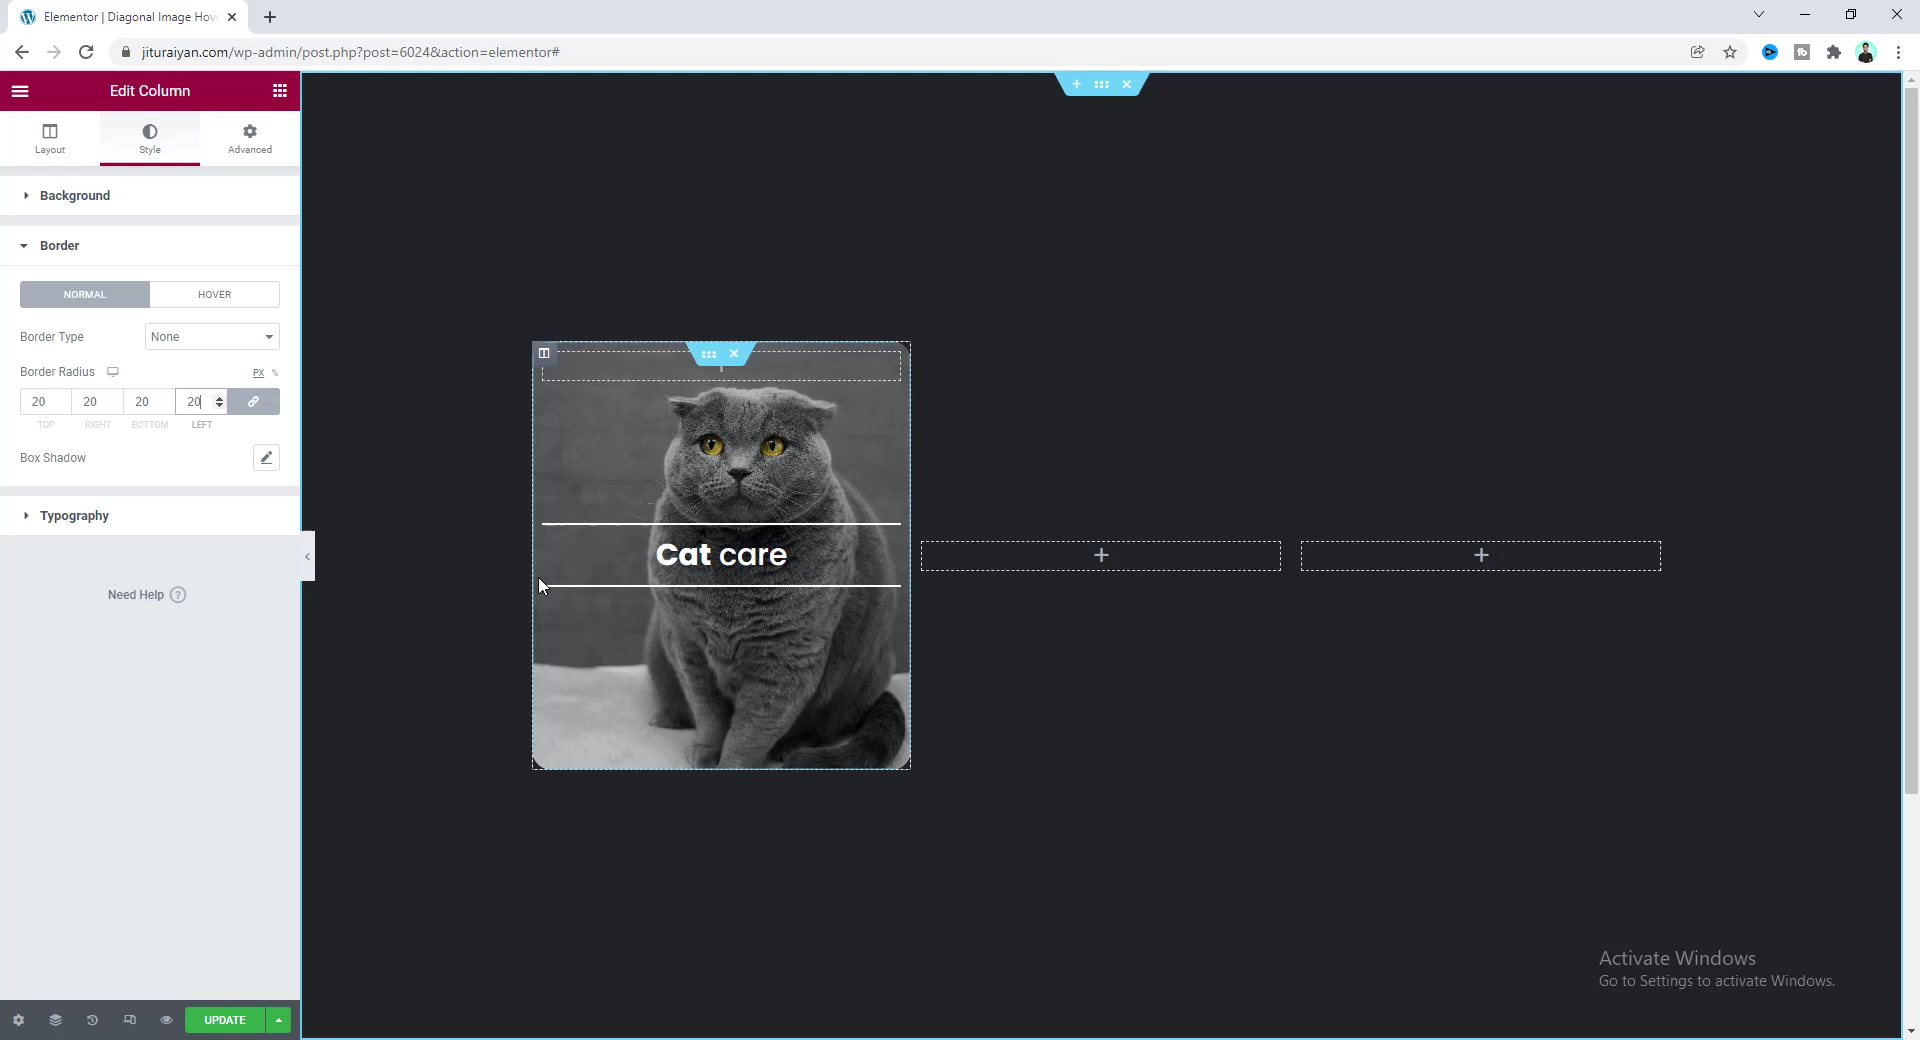 Elementor | Diagonal Image Hov
jituraiyan.com/wp-admin/post.php?post=6024&action=elementor#
Edit Column
Layout
Style
Advanced
Background
Border
NORMAL
HOVER
Border Type
None
Border Radius
PX
%
20
20
20
20
TOP
RIGHT
BOTTOM
LEFT
Box Shadow
Typography
Need Help ?
UPDATE
Cat care
Activate Windows
Go to Settings to activate Windows.